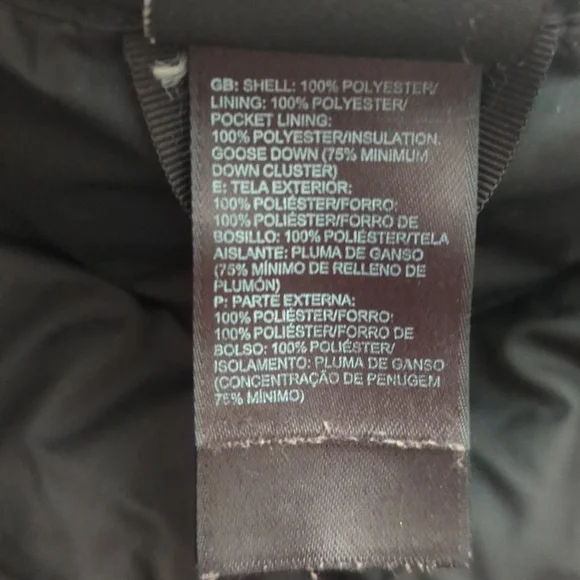 GB: SHELL: 100% POLYESTER/
LINING: 100% POLYESTER/
POCKET LINING:
100% POLYESTER/INSULATION.
GOOSE DOWN (75% MINIMUM
DOWN CLUSTER)
E: TELA EXTERIOR:
100% POLIÉSTER/FORRO:
100% POLIÉSTER/FORRO DE
BOSILLO: 100% POLIÉSTER/TELA
AISLANTE: PLUMA DE GANSO
(75% MÍNIMO DE RELLENO DE
PLUMÓN)
P: PARTE EXTERNA:
100% POLIÉSTER/FORRO:
100% POLIÉSTER/FORRO DE
BOLSO: 100% POLIÉSTER/
ISOLAMENTO: PLUMA DE GANSO
(CONCENTRAÇÃO DE PENUGEM
75% MÍNIMO)